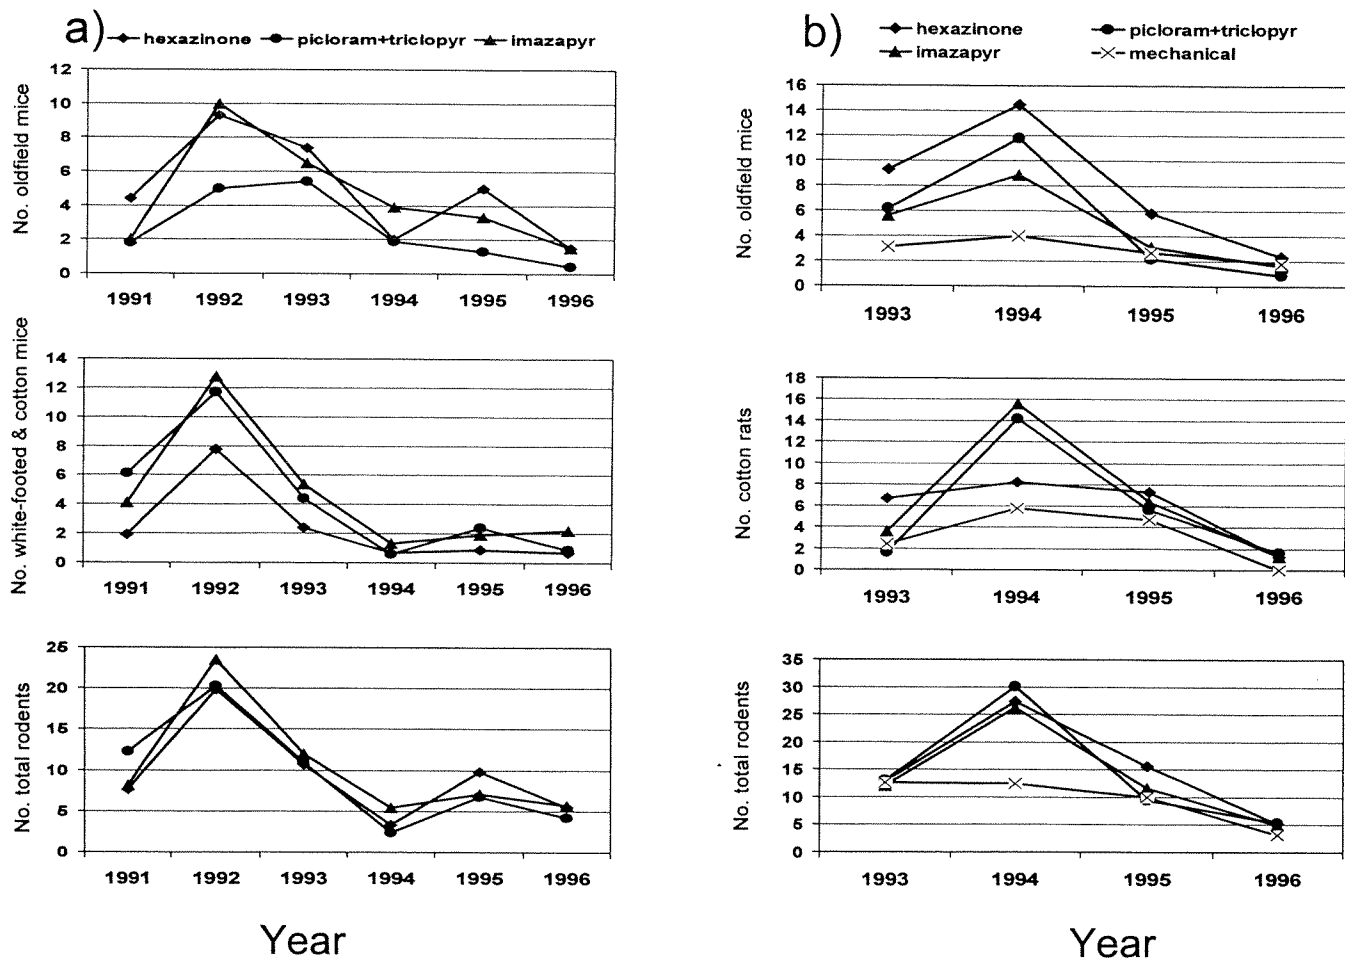 a)
hexazinone picloram+triclopyr imazapyr
No. oldfield mice
12
10
8
6
4
2
0
1991 1992 1993 1994 1995 1996
No. white-footed & cotton mice
14
12
10
8
6
4
2
0
1991 1992 1993 1994 1995 1996
No. total rodents
25
20
15
10
5
0
1991 1992 1993 1994 1995 1996
Year
b)
hexazinone picloram+triclopyr
imazapyr mechanical
No. oldfield mice
16
14
12
10
8
6
4
2
0
1993 1994 1995 1996
No. cotton rats
18
16
14
12
10
8
6
4
2
0
1993 1994 1995 1996
No. total rodents
35
30
25
20
15
10
5
0
1993 1994 1995 1996
Year